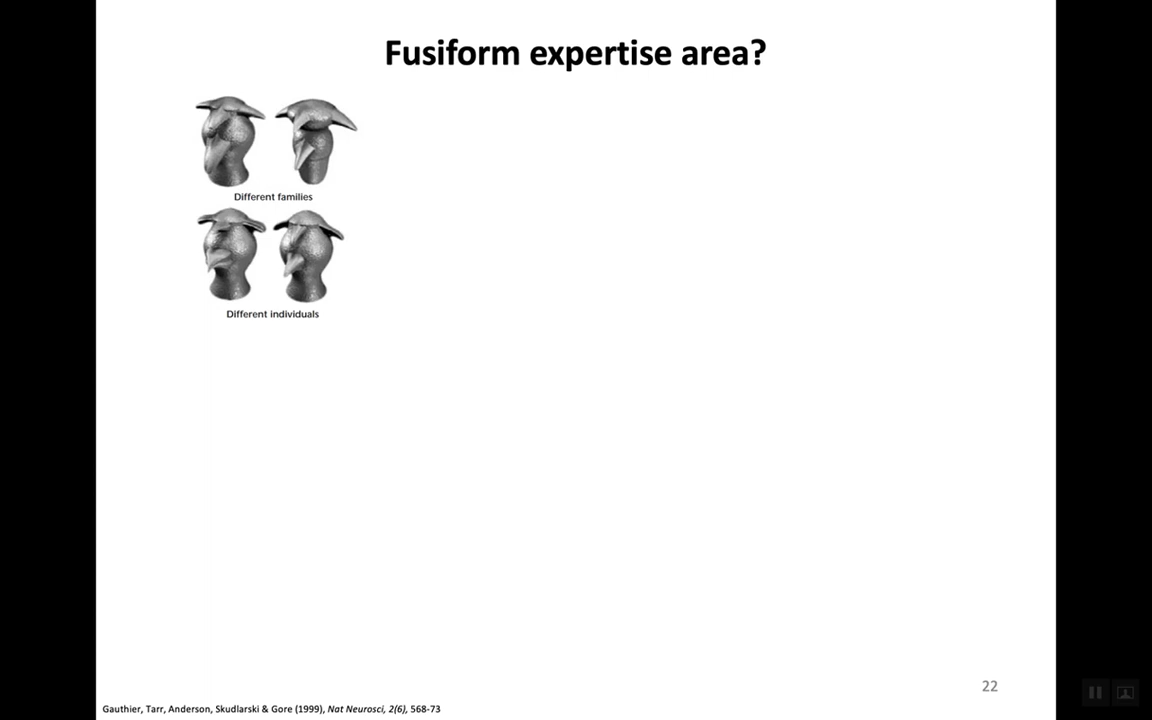 Fusiform expertise area?
Different families
Different individuals
22
Gauthier, Tarr, Anderson, Skudlarski & Gore (1999), Nat Neurosci, 2(6), 568-73